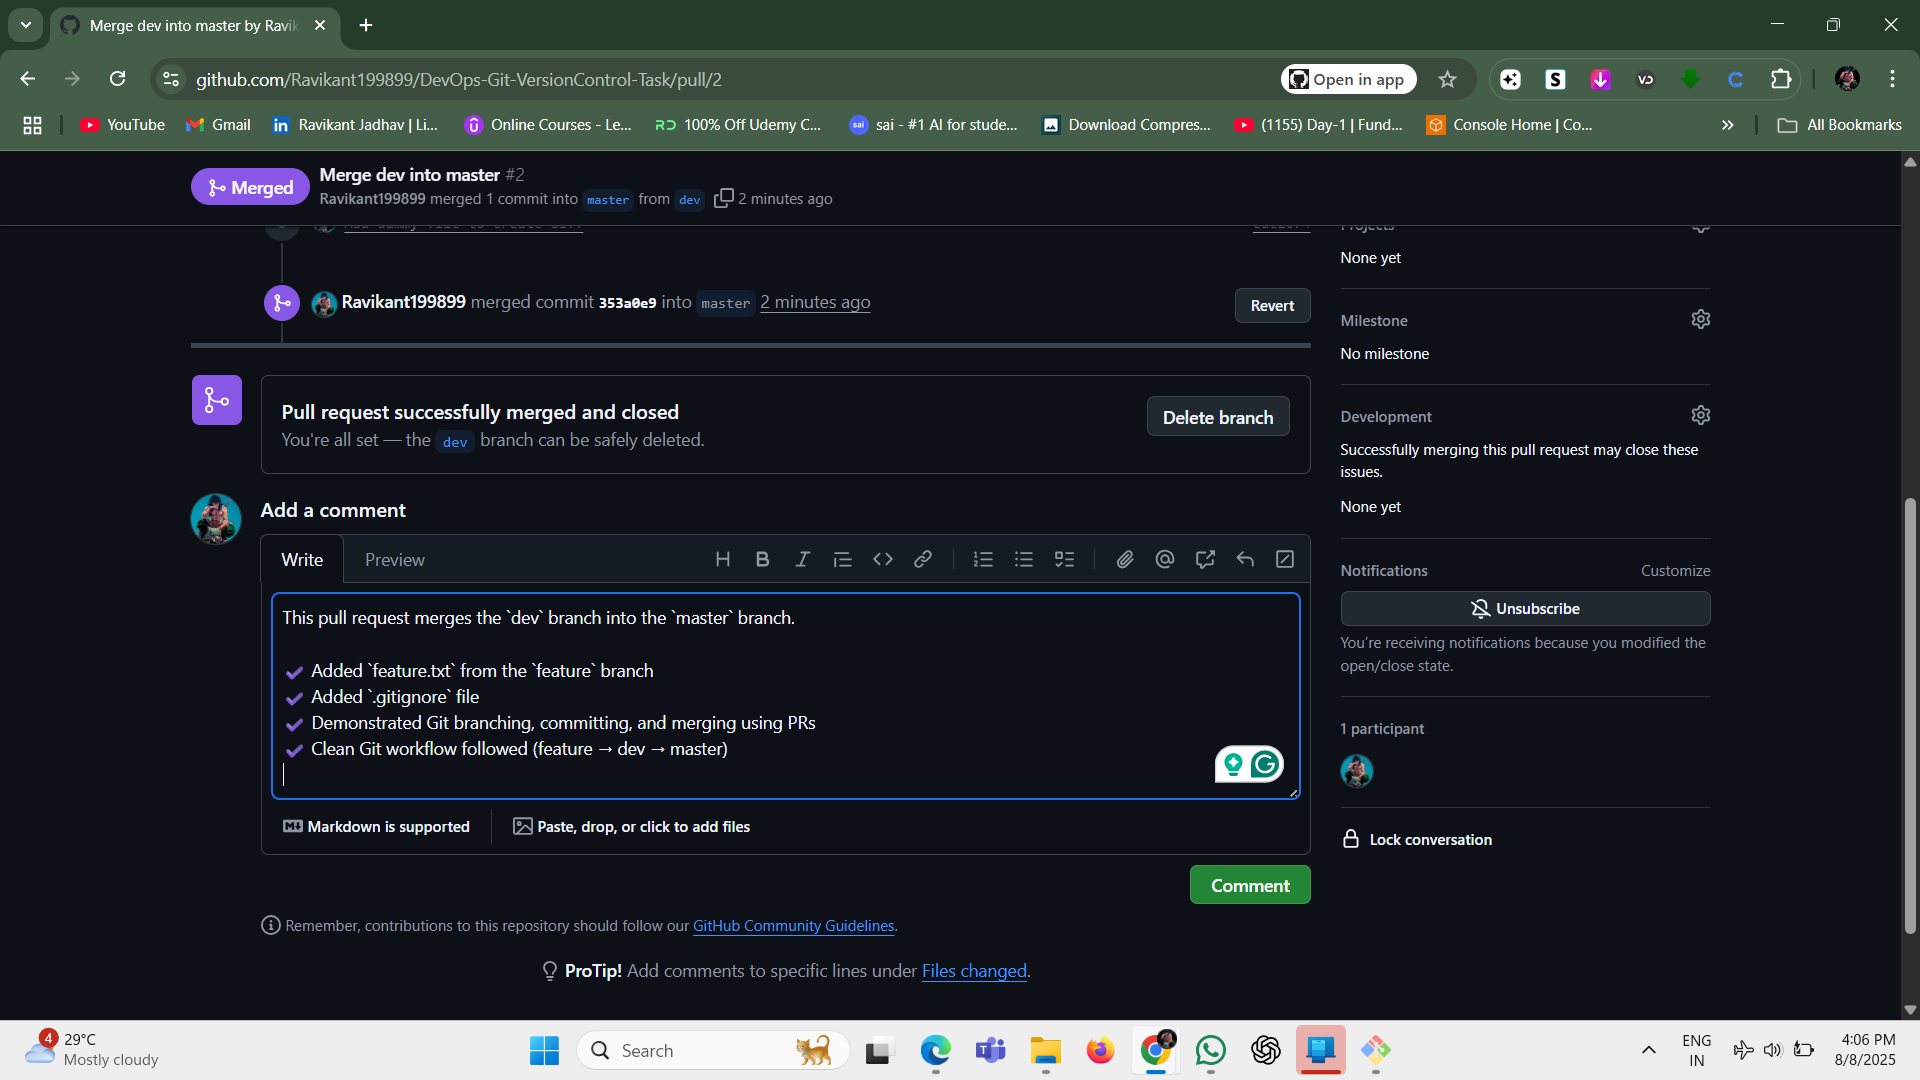 Merge dev into master by Ravik
github.com/Ravikant199899/DevOps-Git-VersionControl-Task/pull/2
Open in app
YouTube
Gmail
Ravikant Jadhav | Li...
Online Courses - Le...
100% Off Udemy C...
sai - #1 AI for stude...
Download Compres...
(1155) Day-1 | Fund...
Console Home | Co...
All Bookmarks
Merged
Merge dev into master #2
Ravikant199899 merged 1 commit into master from dev 2 minutes ago
Projects
None yet
Ravikant199899 merged commit 353a0e9 into master 2 minutes ago
Revert
Milestone
No milestone
Pull request successfully merged and closed
You're all set — the dev branch can be safely deleted.
Delete branch
Development
Successfully merging this pull request may close these
issues.
None yet
Add a comment
Write
Preview
This pull request merges the `dev` branch into the `master` branch.
✔ Added `feature.txt` from the `feature` branch
✔ Added `.gitignore` file
✔ Demonstrated Git branching, committing, and merging using PRs
✔ Clean Git workflow followed (feature → dev → master)
Markdown is supported
Paste, drop, or click to add files
Comment
Notifications
Customize
Unsubscribe
You're receiving notifications because you modified the
open/close state.
1 participant
Lock conversation
Remember, contributions to this repository should follow our GitHub Community Guidelines.
ProTip! Add comments to specific lines under Files changed.
4
29°C
Mostly cloudy
Search
ENG
IN
4:06 PM
8/8/2025